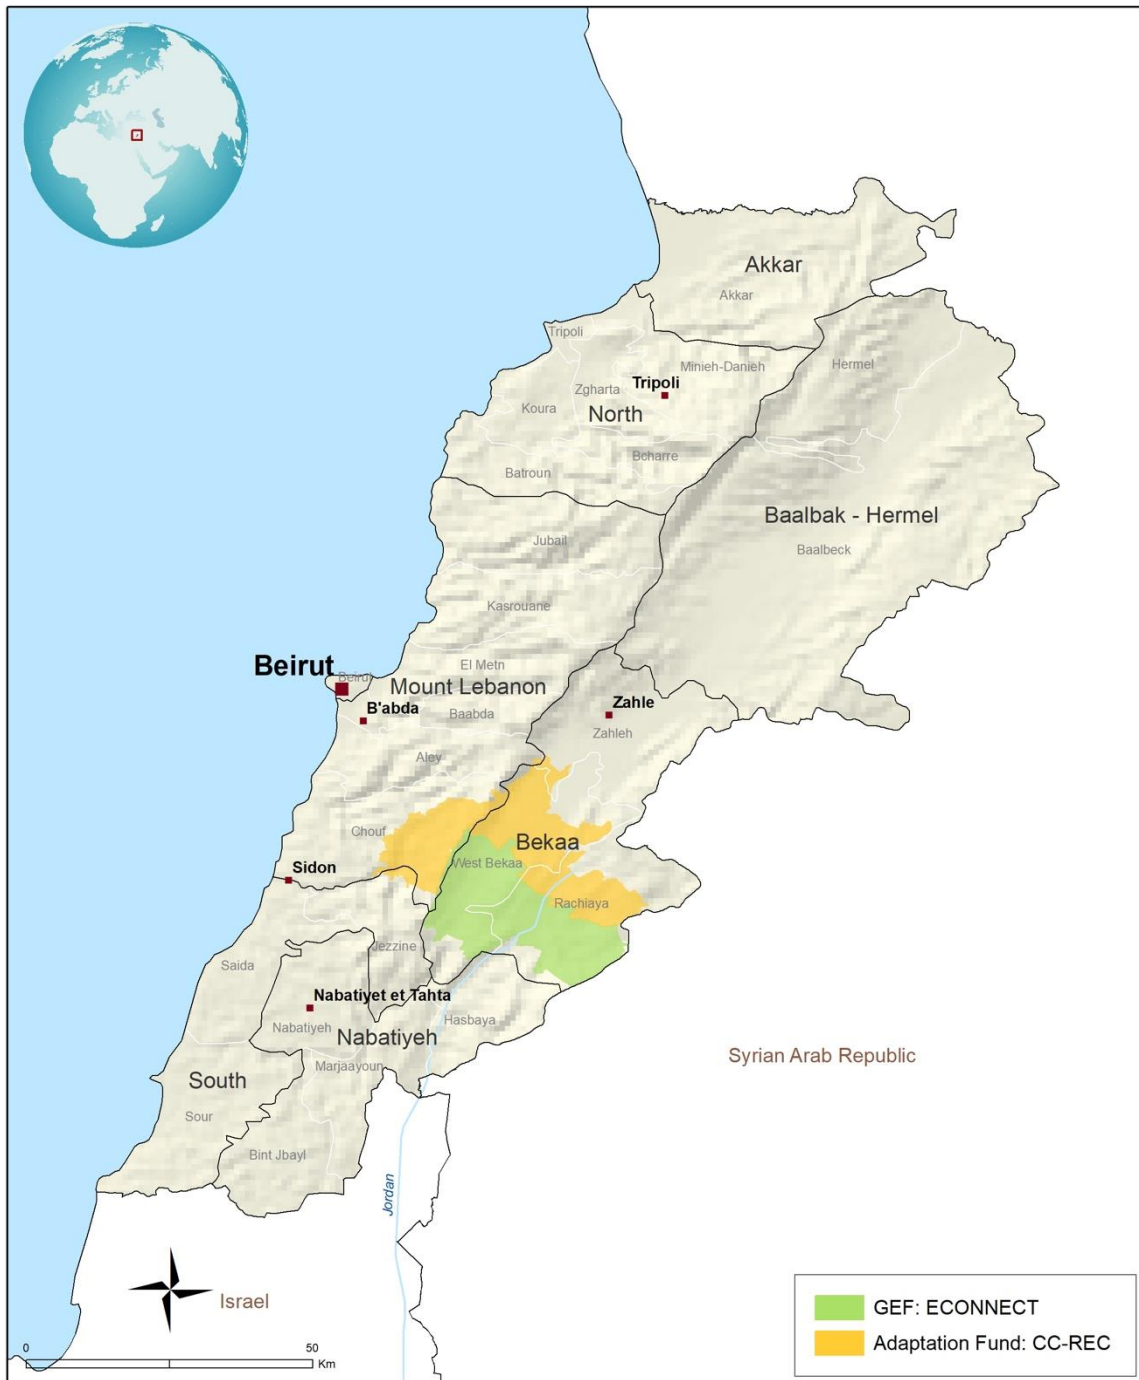 Akkar
Akkar
Tripoli
Hermel
Minieh-Danieh
Tripoli
Zgharta
Koura
North
Bcharre
Batroun
Baalbak - Hermel
Jubail
Baalbeck
Kasrouane
Beirut
Beirut
El Metn
Mount Lebanon
B'abda
Baabda
Zahle
Zahleh
Aley
Chouf
Bekaa
West Bekaa
Sidon
Rachiaya
Jezzine
Saida
Nabatiyet et Tahta
Nabatiyeh
Hasbaya
Nabatiyeh
Marjaayoun
Syrian Arab Republic
South
Sour
Bint Jbayl
Jordan
Israel
GEF: ECONNECT
Adaptation Fund: CC-REC
0 50
Km